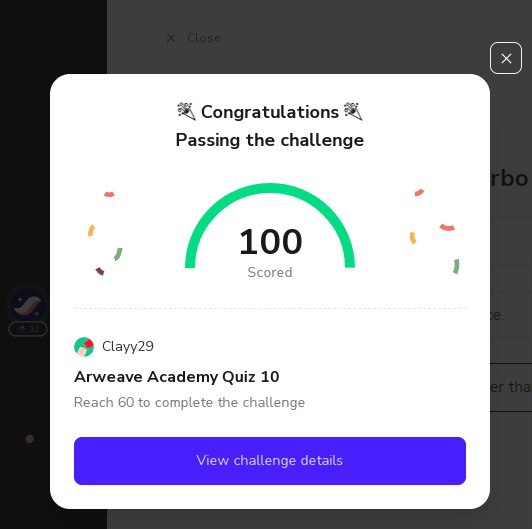 Close
Congratulations
Passing the challenge
rbo
100
Scored
te.
32
Clayy29
Arweave Academy Quiz 10
er tha
Reach 60 to complete the challenge
View challenge details